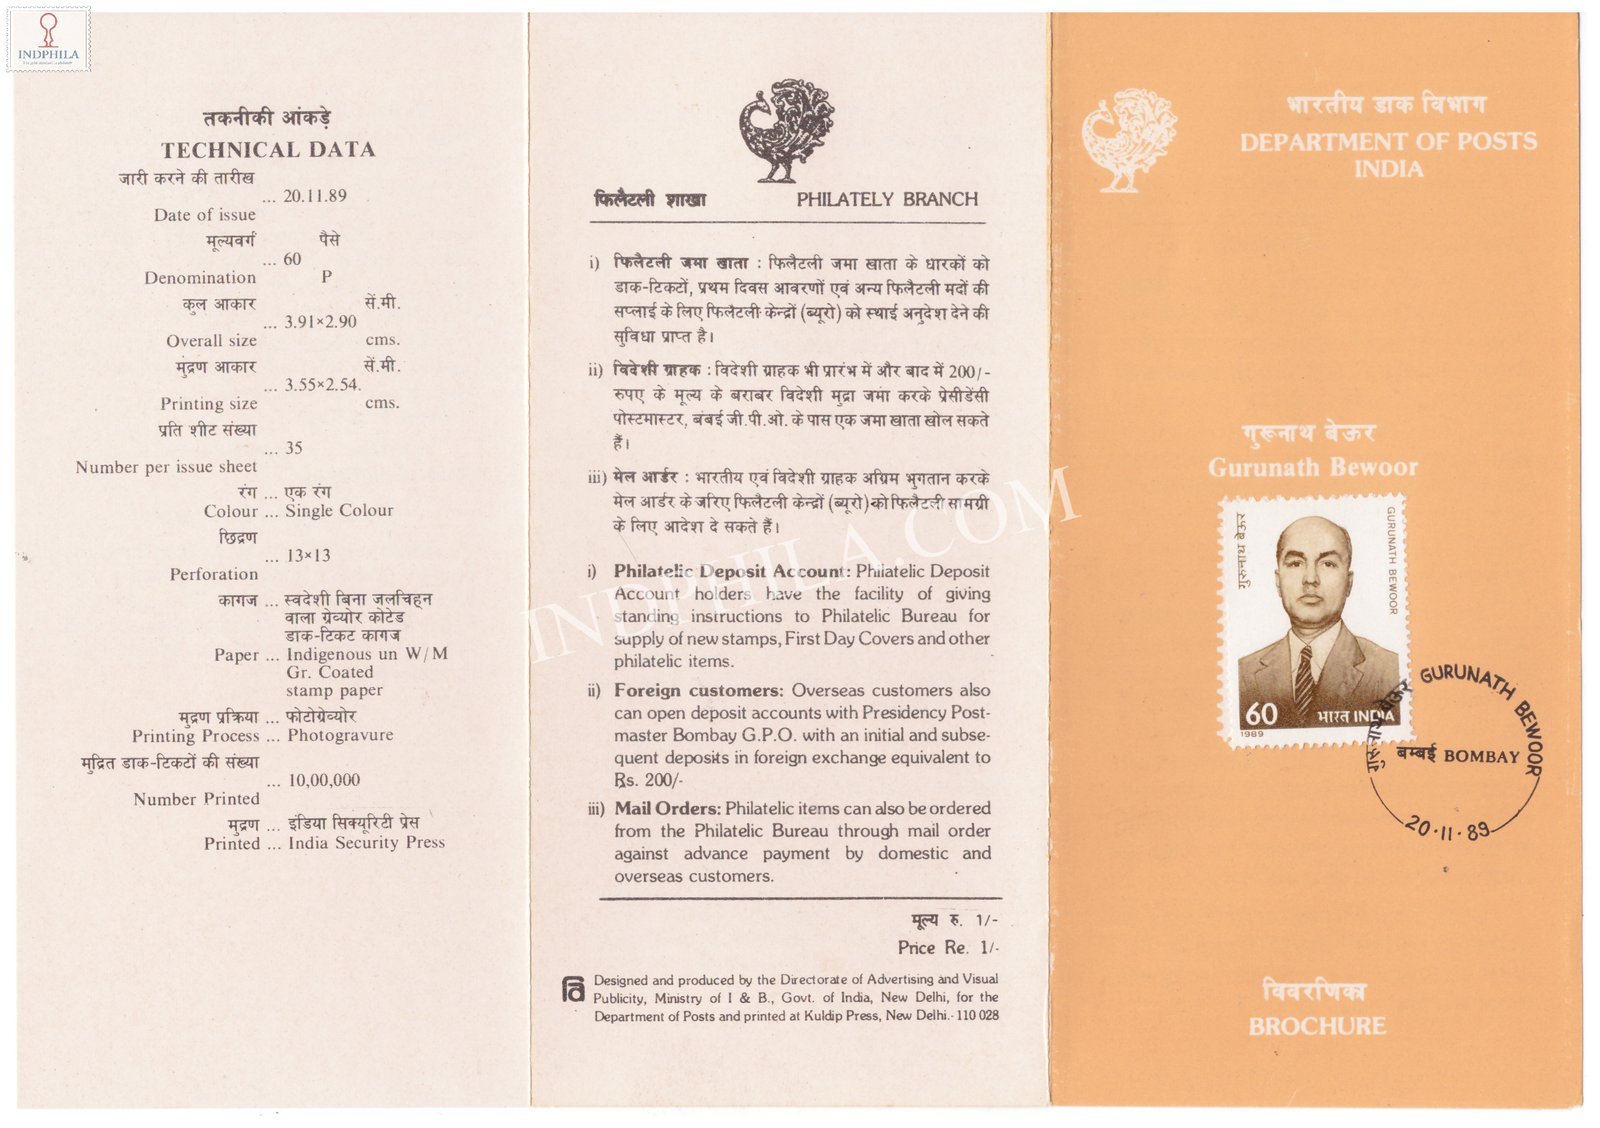 INDPHILA
तकनीकी आंकड़े
TECHNICAL DATA
जारी करने की तारीख
... 20.11.89
Date of issue
मूल्यवर्ग पैसे
... 60
Denomination P
कुल आकार सें.मी.
... 3.91×2.90
Overall size cms.
मुद्रण आकार सें.मी.
... 3.55×2.54.
Printing size cms.
प्रति शीट संख्या
... 35
Number per issue sheet
रंग ... एक रंग
Colour ... Single Colour
छिद्रण
... 13×13
Perforation
कागज ... स्वदेशी बिना जलचिहन
वाला ग्रेव्योर कोटेड
डाक-टिकट कागज
Paper ... Indigenous un W/M
Gr. Coated
stamp paper
मुद्रण प्रक्रिया ... फोटोग्रेव्योर
Printing Process ... Photogravure
मुद्रित डाक-टिकटों की संख्या
... 10,00,000
Number Printed
मुद्रण ... इंडिया सिक्यूरिटी प्रेस
Printed ... India Security Press
फिलैटली शाखा PHILATELY BRANCH
i) फिलैटली जमा खाता : फिलैटली जमा खाता के धारकों को
डाक-टिकटों, प्रथम दिवस आवरणों एवं अन्य फिलैटली मदों की
सप्लाई के लिए फिलैटली केन्द्रों (ब्यूरो) को स्थाई अनुदेश देने की
सुविधा प्राप्त है।
ii) विदेशी ग्राहक : विदेशी ग्राहक भी प्रारंभ में और बाद में 200/-
रुपए के मूल्य के बराबर विदेशी मुद्रा जमा करके प्रेसीडेंसी
पोस्टमास्टर, बंबई जी.पी.ओ. के पास एक जमा खाता खोल सकते
हैं।
iii) मेल आर्डर : भारतीय एवं विदेशी ग्राहक अग्रिम भुगतान करके
मेल आर्डर के जरिए फिलैटली केन्द्रों (ब्यूरो) को फिलैटली सामग्री
के लिए आदेश दे सकते हैं।
i) Philatelic Deposit Account: Philatelic Deposit
Account holders have the facility of giving
standing instructions to Philatelic Bureau for
supply of new stamps, First Day Covers and other
philatelic items.
ii) Foreign customers: Overseas customers also
can open deposit accounts with Presidency Post-
master Bombay G.P.O. with an initial and subse-
quent deposits in foreign exchange equivalent to
Rs. 200/-
iii) Mail Orders: Philatelic items can also be ordered
from the Philatelic Bureau through mail order
against advance payment by domestic and
overseas customers.
मूल्य रु. 1/-
Price Re. 1/-
Designed and produced by the Directorate of Advertising and Visual
Publicity, Ministry of I & B., Govt. of India, New Delhi, for the
Department of Posts and printed at Kuldip Press, New Delhi.- 110 028
INDPHILA.COM
भारतीय डाक विभाग
DEPARTMENT OF POSTS
INDIA
गुरूनाथ बेऊर
Gurunath Bewoor
गुरुनाथ बेऊर
GURUNATH BEWOOR
60 भारत INDIA
1989
गुरुनाथ बेऊर GURUNATH BEWOOR
बम्बई BOMBAY
20·11·89
विवरणिका
BROCHURE